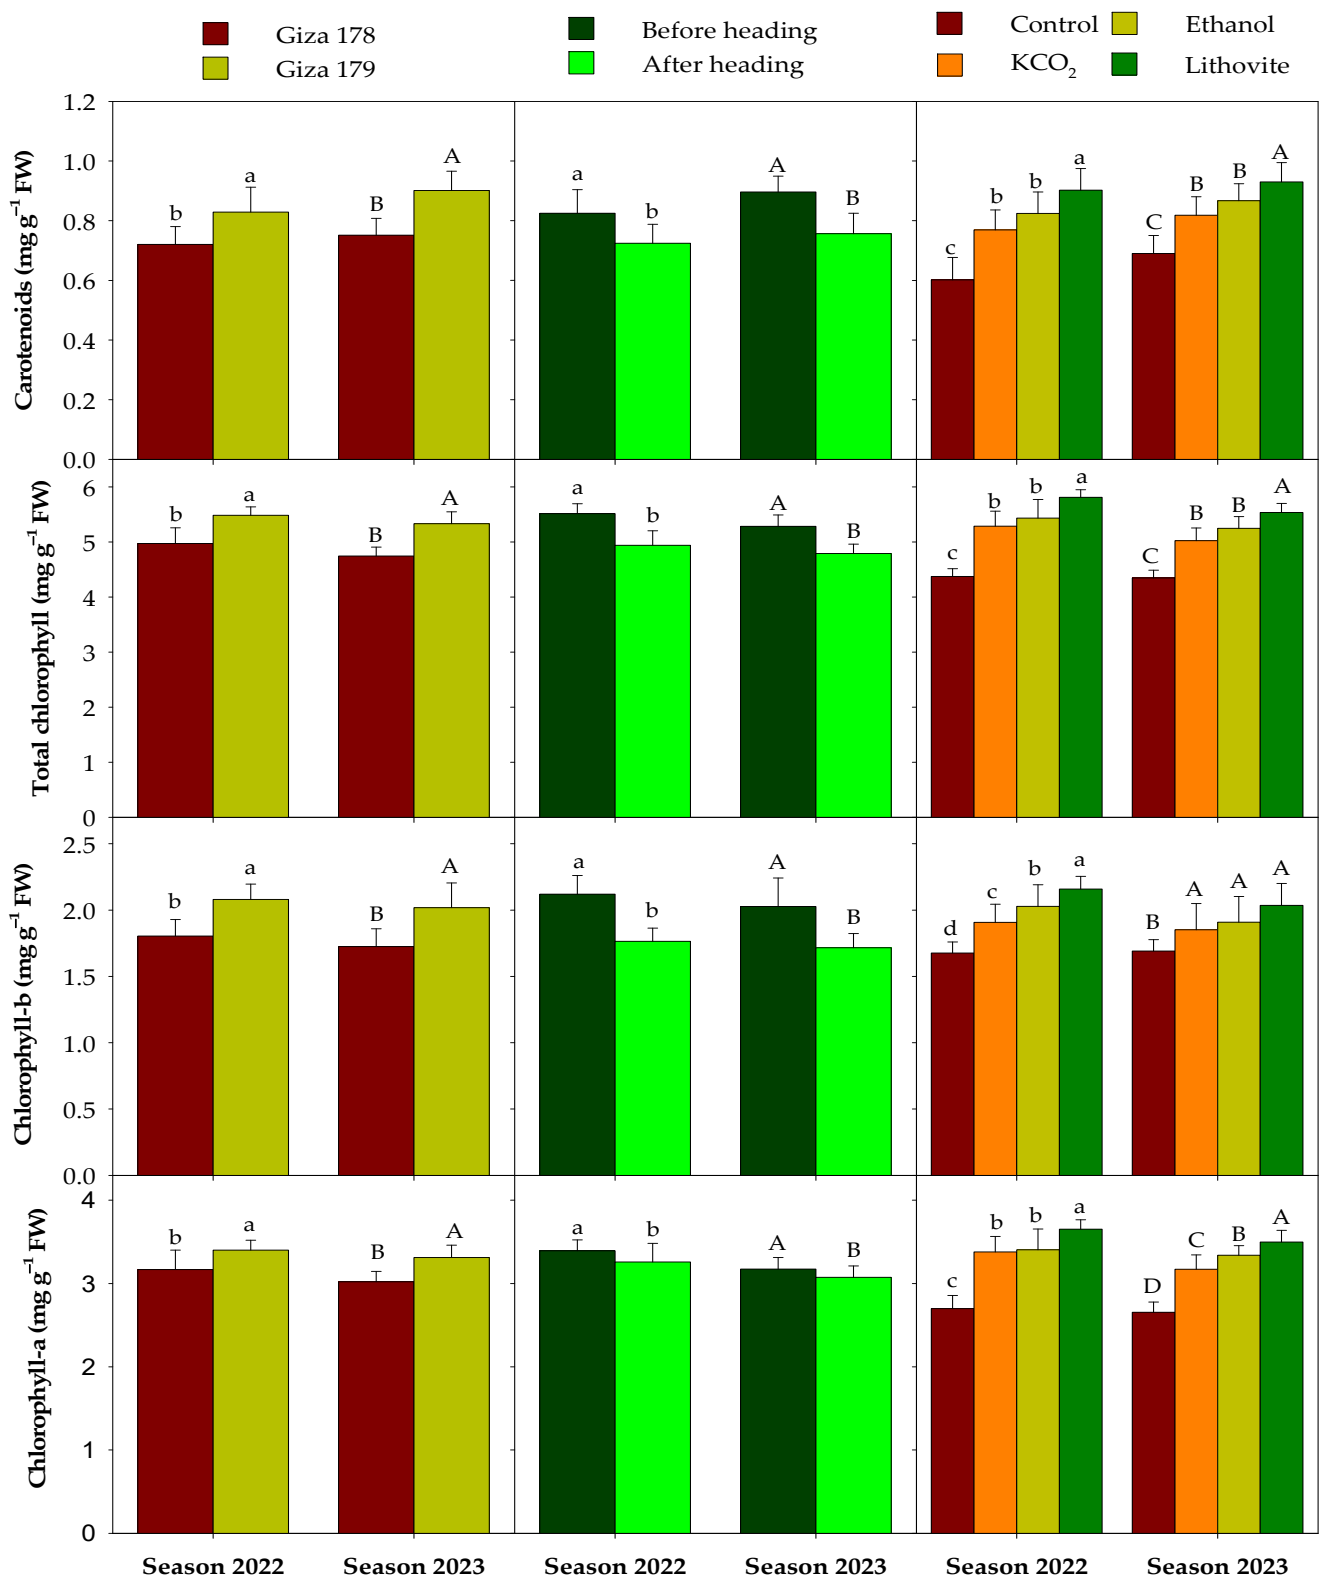 Giza 178
Giza 179
Before heading
After heading
Control
Ethanol
KCO₂
Lithovite
Carotenoids (mg g⁻¹ FW)
1.2
1.0
0.8
0.6
0.4
0.2
0.0
b
a
B
A
a
b
A
B
c
b
b
a
C
B
B
A
Total chlorophyll (mg g⁻¹ FW)
6
5
4
3
2
1
0
b
a
B
A
a
b
A
B
c
b
b
a
C
B
B
A
Chlorophyll-b (mg g⁻¹ FW)
2.5
2.0
1.5
1.0
0.5
0.0
b
a
B
A
a
b
A
B
d
c
b
a
B
A
A
A
Chlorophyll-a (mg g⁻¹ FW)
4
3
2
1
0
b
a
B
A
a
b
A
B
c
b
b
a
D
C
B
A
Season 2022
Season 2023
Season 2022
Season 2023
Season 2022
Season 2023